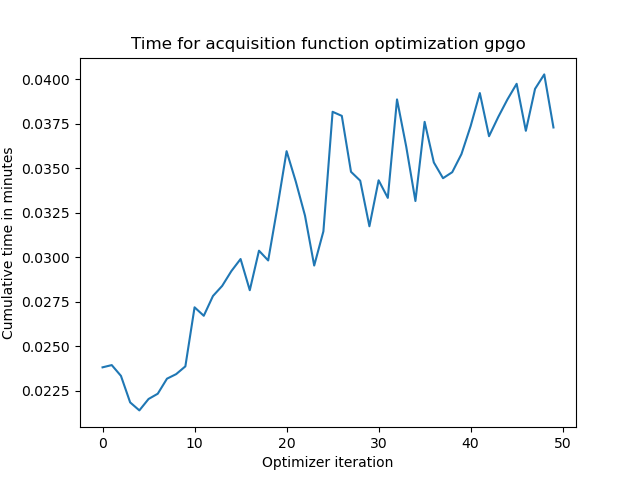 Time for acquisition function optimization gpgo
Cumulative time in minutes
0.0400
0.0375
0.0350
0.0325
0.0300
0.0275
0.0250
0.0225
0 10 20 30 40 50
Optimizer iteration